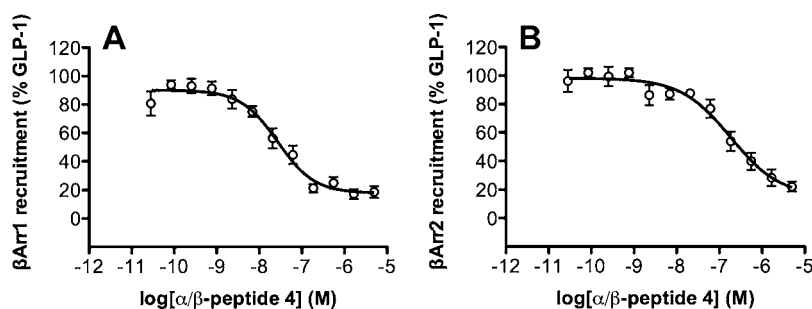 A
βArr1 recruitment (% GLP-1)
120
100
80
60
40
20
0
-12 -11 -10 -9 -8 -7 -6 -5
log[α/β-peptide 4] (M)
B
βArr2 recruitment (% GLP-1)
120
100
80
60
40
20
0
-12 -11 -10 -9 -8 -7 -6 -5
log[α/β-peptide 4] (M)